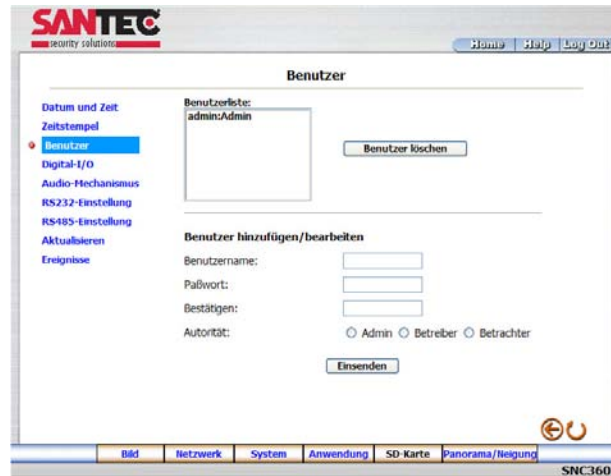 SANTEC
security solutions
Home | Help | Log Out
Benutzer
Datum und Zeit
Zeitstempel
Benutzer
Digital-I/O
Audio-Mechanismus
RS232-Einstellung
RS485-Einstellung
Aktualisieren
Ereignisse
Benutzerliste:
admin:Admin
Benutzer löschen
Benutzer hinzufügen/bearbeiten
Benutzername:
Paßwort:
Bestätigen:
Autorität:
Admin Betreiber Betrachter
Einsenden
Bild Netzwerk System Anwendung SD-Karte Panorama/Neigung
SNC360